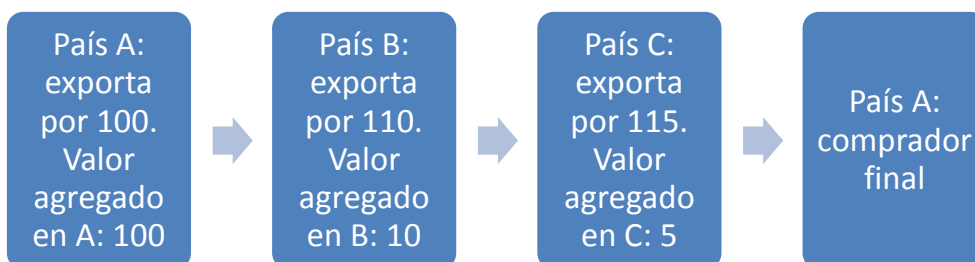 País A:
exporta
por 100.
Valor
agregado
en A: 100
País B:
exporta
por 110.
Valor
agregado
en B: 10
País C:
exporta
por 115.
Valor
agregado
en C: 5
País A:
comprador
final